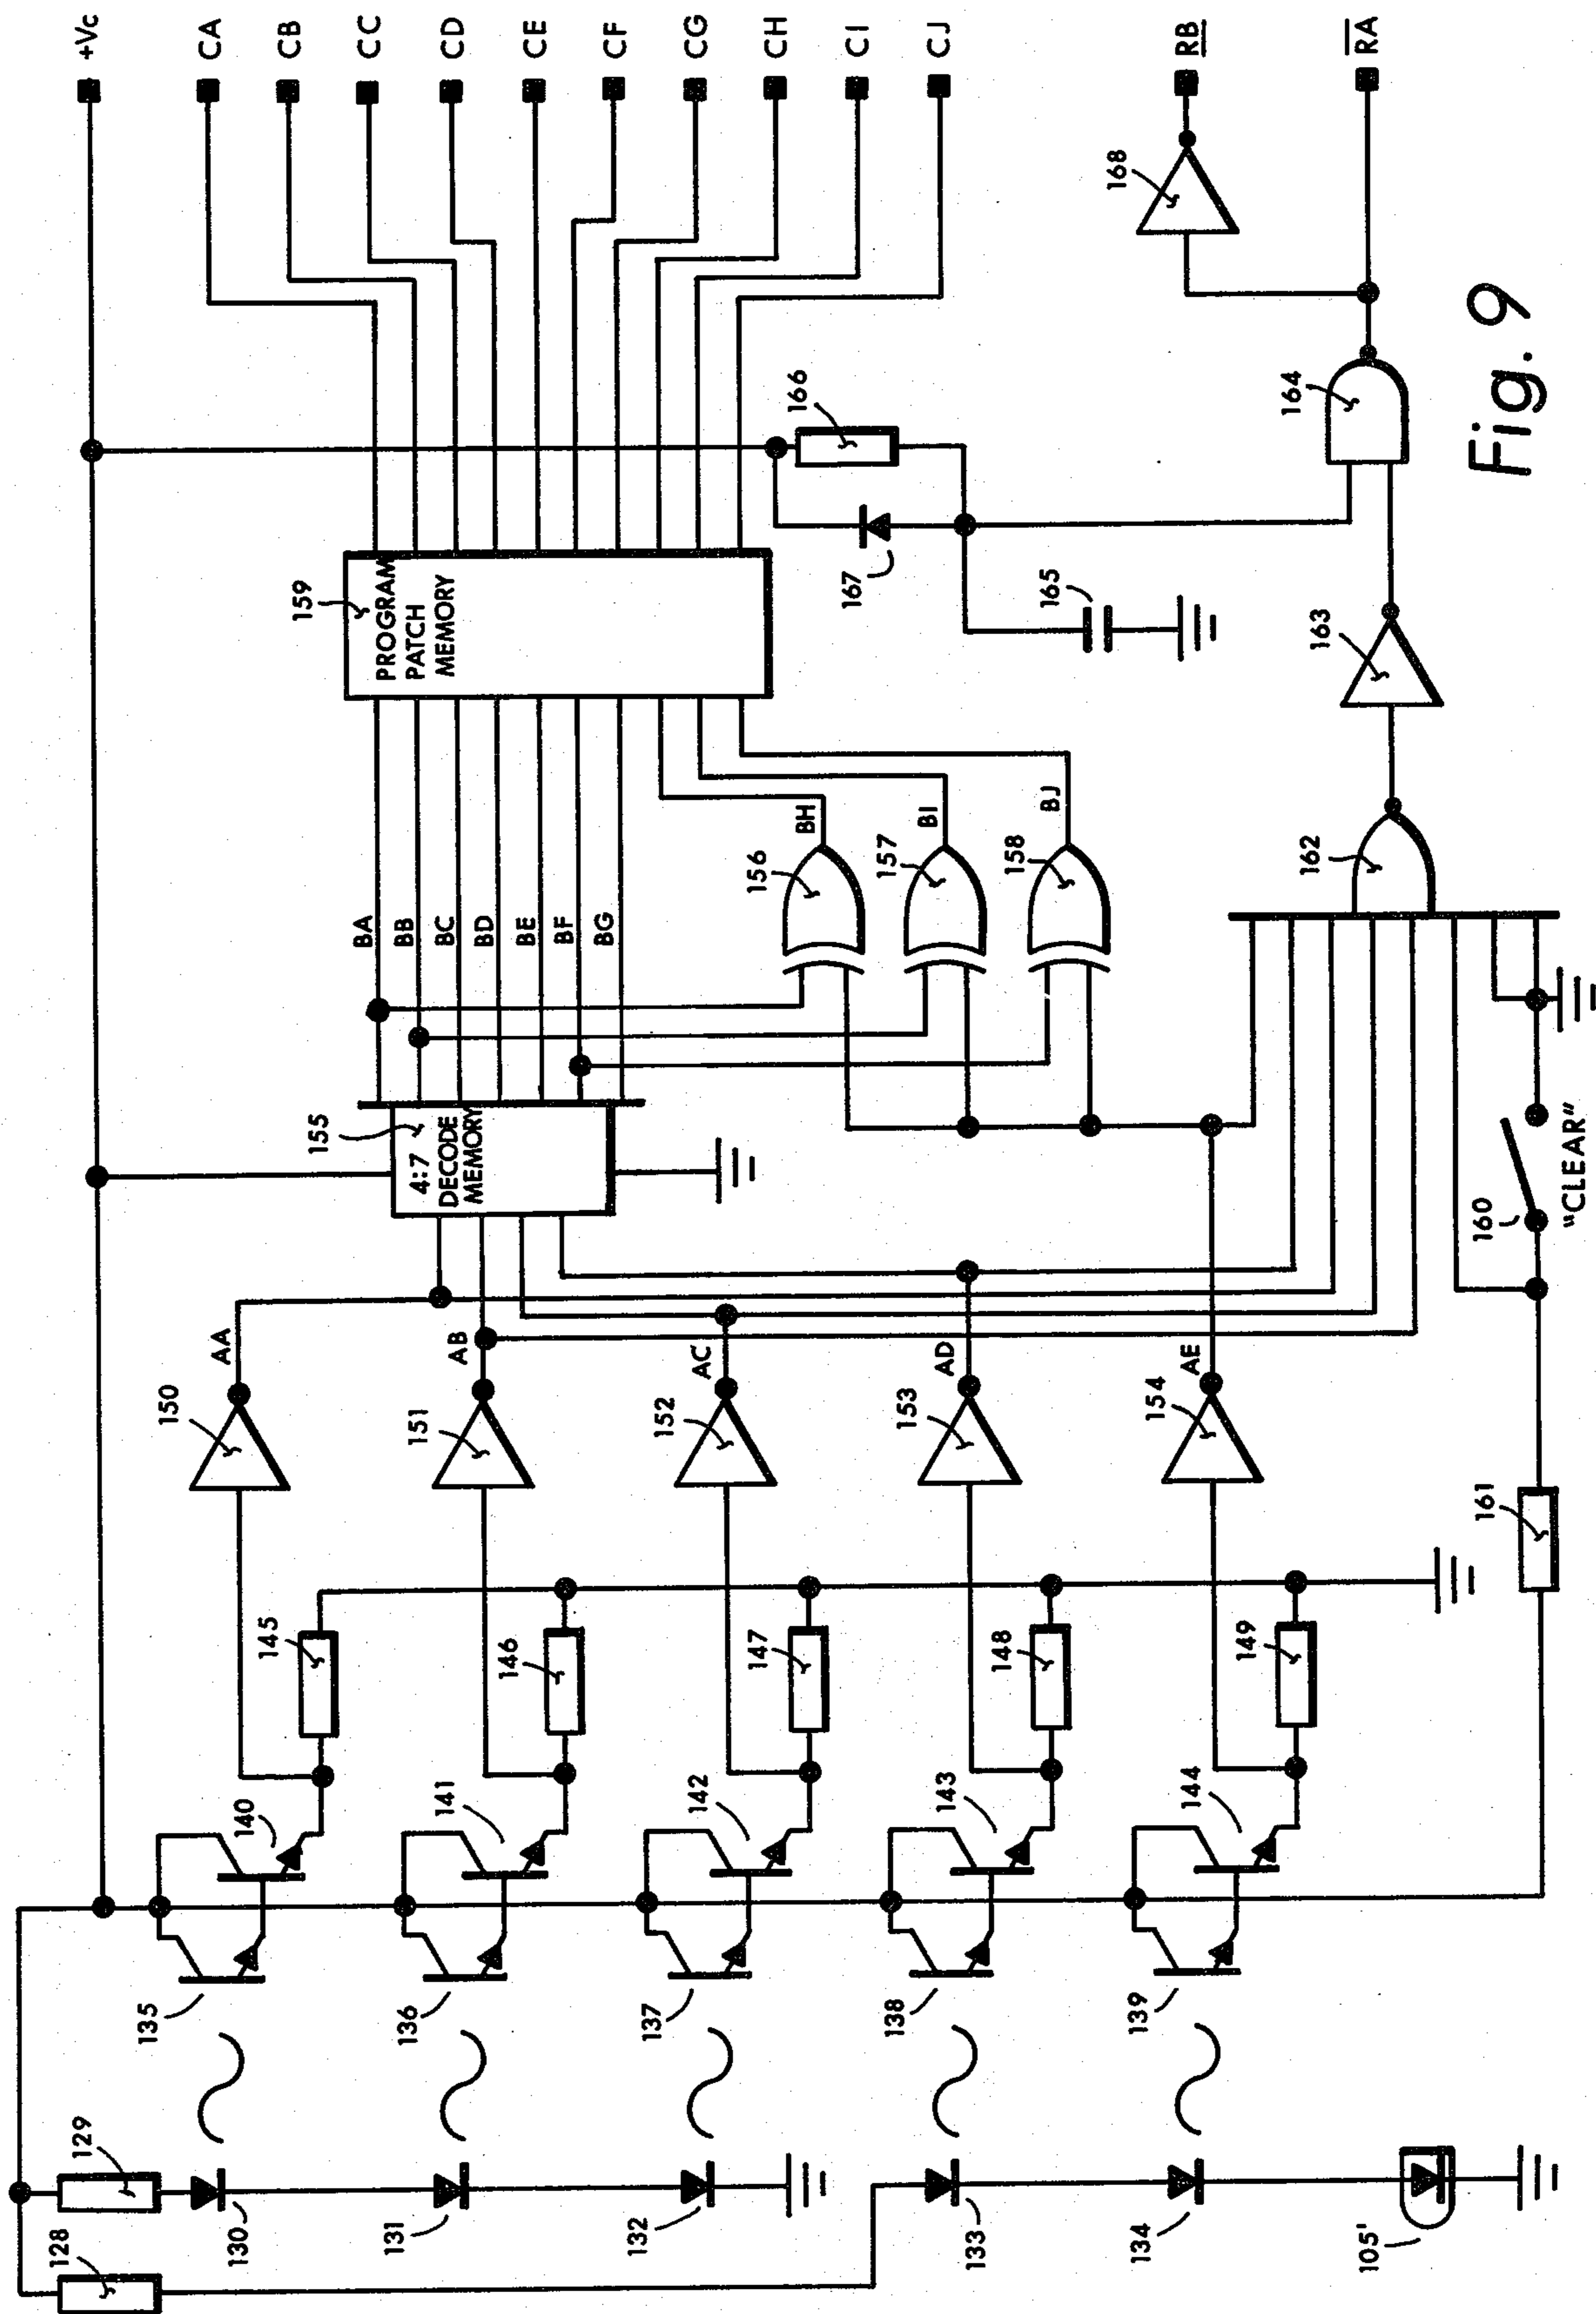 +Vc
CA
CB
CC
CD
CE
CF
CG
CH
CI
CJ
R̅B̅
R̅A̅
168
166
167
165
164
163
Fig. 9
159
PROGRAM
PATCH
MEMORY
BA
BB
BC
BD
BE
BF
BG
BH
BI
BJ
156
157
158
162
155
4:7
DECODE
MEMORY
160
"CLEAR"
AA
AB
AC
AD
AE
150
151
152
153
154
161
145
146
147
148
149
140
141
142
143
144
135
136
137
138
139
128
129
130
131
132
133
134
105'